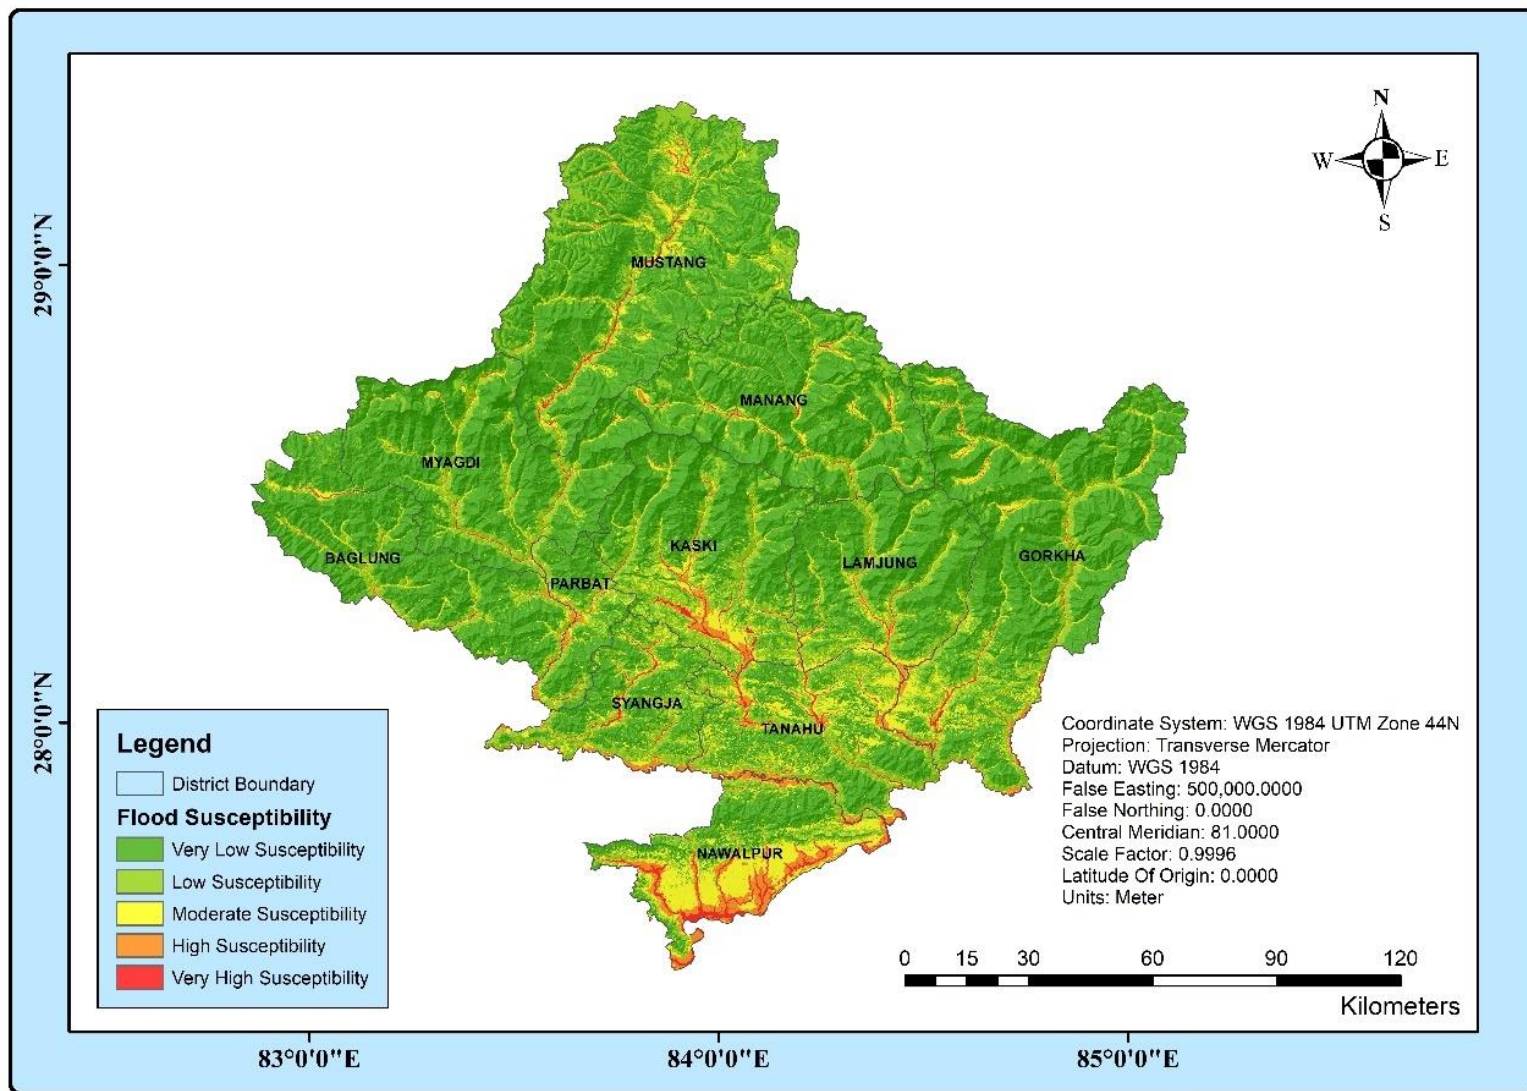 N
W
E
S
29°0'0"N
28°0'0"N
MUSTANG
MANANG
MYAGDI
BAGLUNG
PARBAT
KASKI
LAMJUNG
GORKHA
SYANGJA
TANAHU
NAWALPUR
Legend
District Boundary
Flood Susceptibility
Very Low Susceptibility
Low Susceptibility
Moderate Susceptibility
High Susceptibility
Very High Susceptibility
Coordinate System: WGS 1984 UTM Zone 44N
Projection: Transverse Mercator
Datum: WGS 1984
False Easting: 500,000.0000
False Northing: 0.0000
Central Meridian: 81.0000
Scale Factor: 0.9996
Latitude Of Origin: 0.0000
Units: Meter
0 15 30 60 90 120
Kilometers
83°0'0"E 84°0'0"E 85°0'0"E